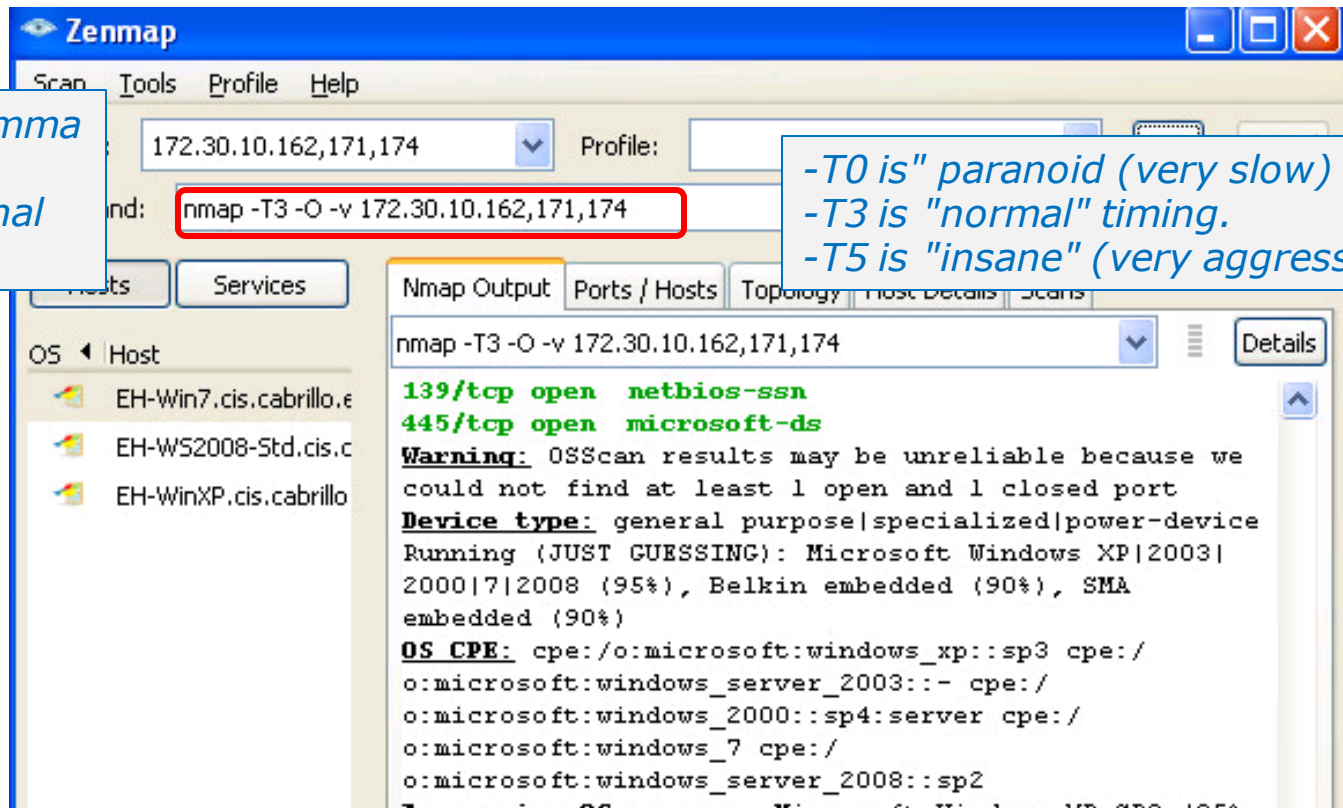 Zenmap
Scan Tools Profile Help
mma
nal
: 172.30.10.162,171,174 Profile:
nd: nmap -T3 -O -v 172.30.10.162,171,174
-T0 is" paranoid (very slow)
-T3 is "normal" timing.
-T5 is "insane" (very aggress
Hosts Services
Nmap Output Ports / Hosts Topology Host Details Scans
nmap -T3 -O -v 172.30.10.162,171,174 Details
OS Host
EH-Win7.cis.cabrillo.e
EH-WS2008-Std.cis.c
EH-WinXP.cis.cabrillo
139/tcp open netbios-ssn
445/tcp open microsoft-ds
Warning: OSScan results may be unreliable because we
could not find at least 1 open and 1 closed port
Device type: general purpose|specialized|power-device
Running (JUST GUESSING): Microsoft Windows XP|2003|
2000|7|2008 (95%), Belkin embedded (90%), SMA
embedded (90%)
OS CPE: cpe:/o:microsoft:windows_xp::sp3 cpe:/
o:microsoft:windows_server_2003::- cpe:/
o:microsoft:windows_2000::sp4:server cpe:/
o:microsoft:windows_7 cpe:/
o:microsoft:windows_server_2008::sp2